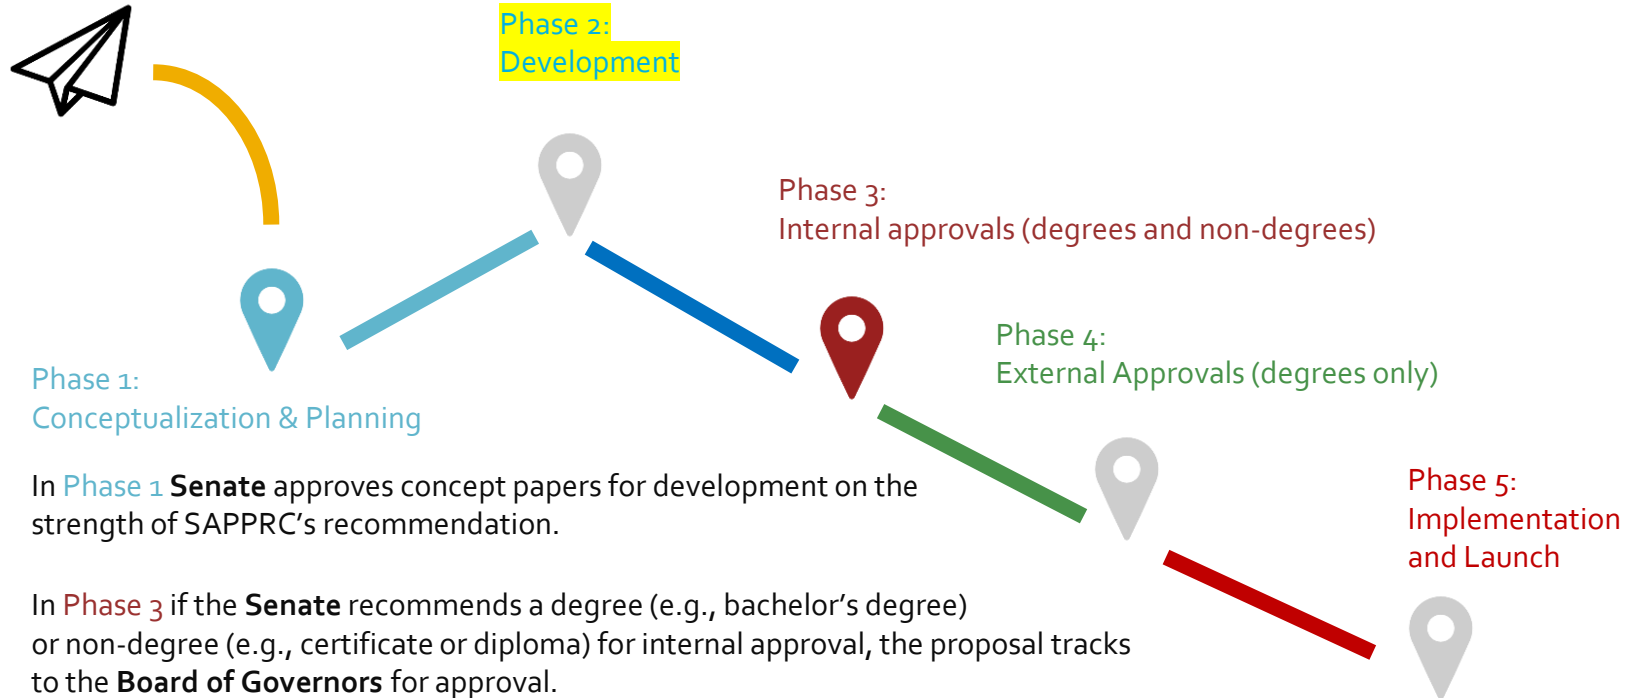 Phase 2:
Development
Phase 3:
Internal approvals (degrees and non-degrees)
Phase 4:
External Approvals (degrees only)
Phase 1:
Conceptualization & Planning
In Phase 1 Senate approves concept papers for development on the
strength of SAPPRC’s recommendation.
Phase 5:
Implementation
and Launch
In Phase 3 if the Senate recommends a degree (e.g., bachelor’s degree)
or non-degree (e.g., certificate or diploma) for internal approval, the proposal tracks
to the Board of Governors for approval.